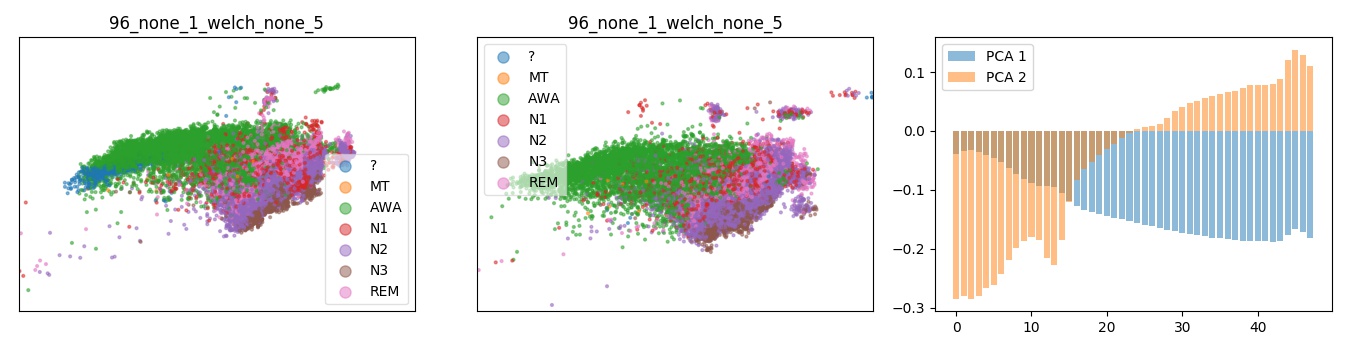 96_none_1_welch_none_5
?
MT
AWA
N1
N2
N3
REM
96_none_1_welch_none_5
?
MT
AWA
N1
N2
N3
REM
PCA 1
PCA 2
0.1
0.0
−0.1
−0.2
−0.3
0
10
20
30
40